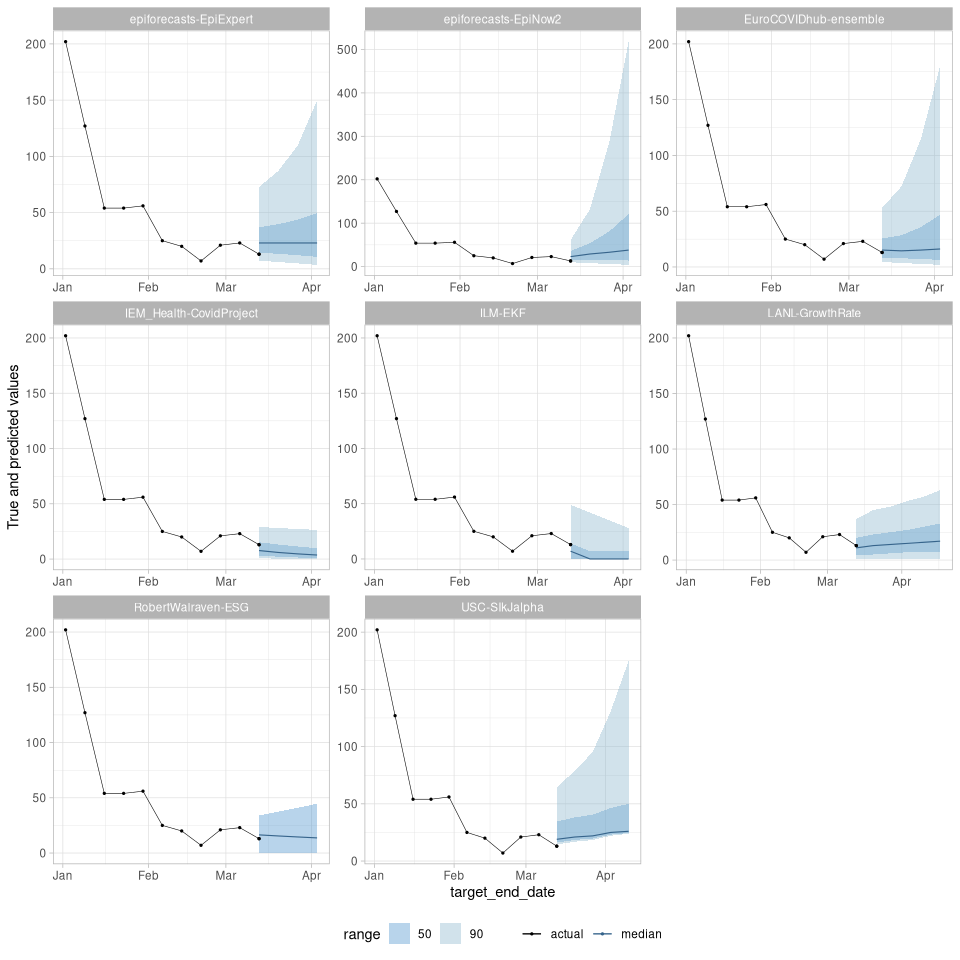 epiforecasts-EpiExpert
epiforecasts-EpiNow2
EuroCOVIDhub-ensemble
200
150
100
50
0
Jan Feb Mar Apr
500
400
300
200
100
0
Jan Feb Mar Apr
200
150
100
50
0
Jan Feb Mar Apr
True and predicted values
IEM_Health-CovidProject
ILM-EKF
LANL-GrowthRate
200
150
100
50
0
Jan Feb Mar Apr
200
150
100
50
0
Jan Feb Mar Apr
200
150
100
50
0
Jan Feb Mar Apr
RobertWalraven-ESG
USC-SIkJalpha
200
150
100
50
0
Jan Feb Mar Apr
200
150
100
50
0
Jan Feb Mar Apr
target_end_date
range 50 90 actual median